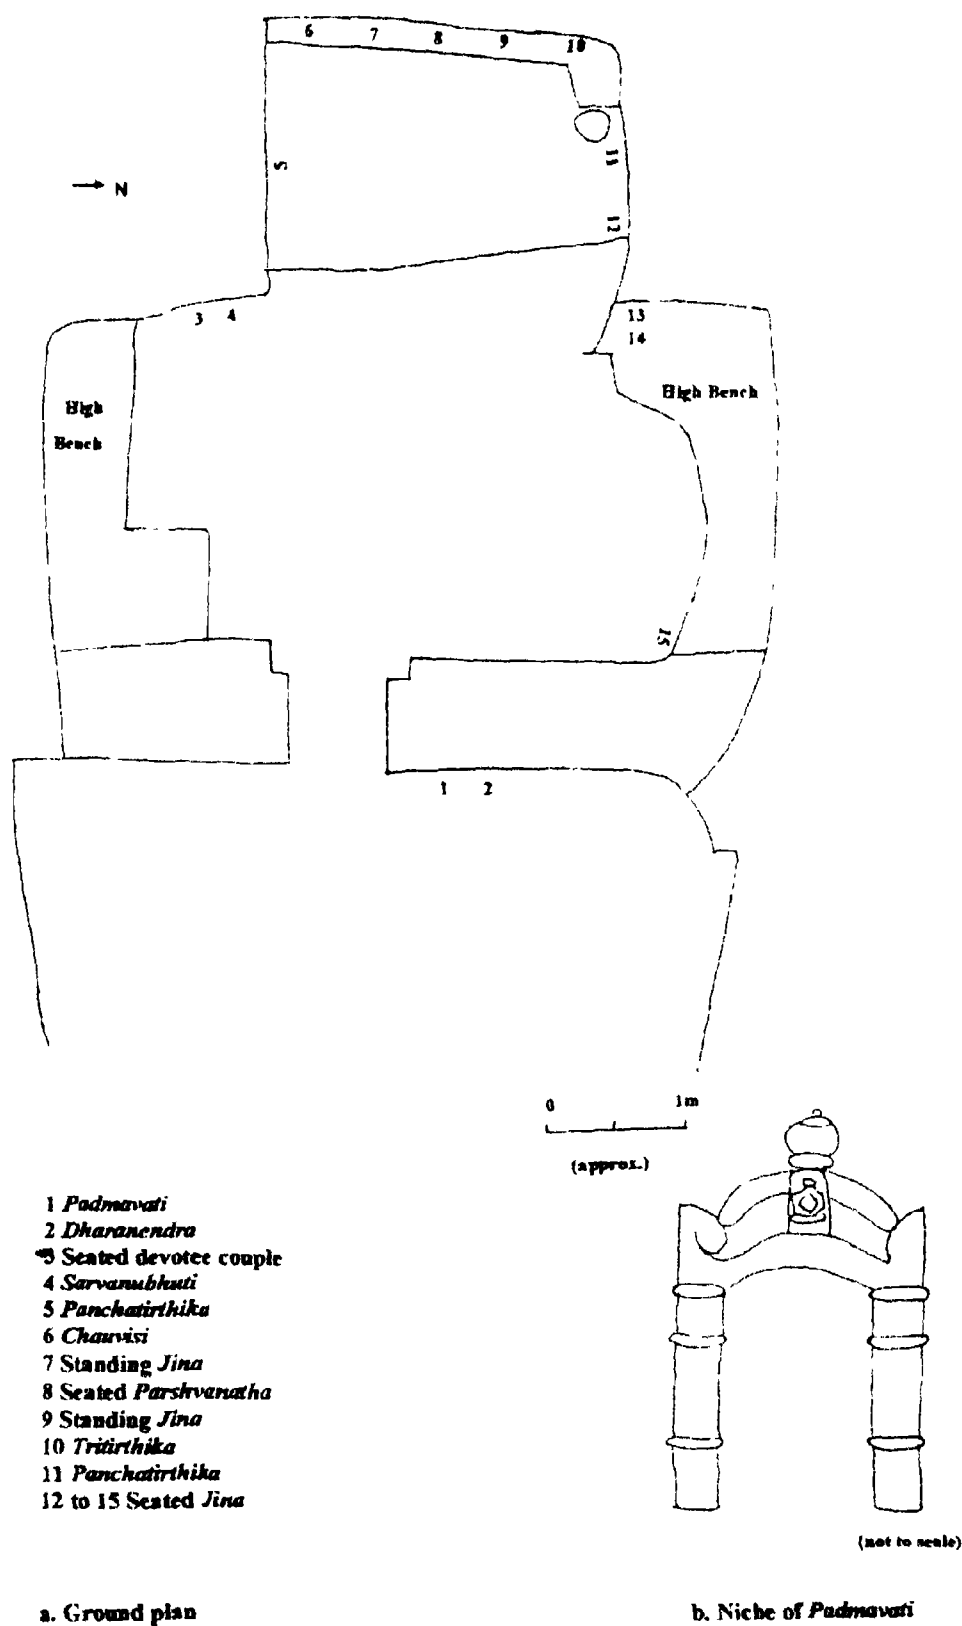 6 7 8 9 10
11
5
N
12
3 4
13
14
High
Bench
High Bench
15
1 2
0 1m
(approx.)
1 Padmavati
2 Dharanendra
3 Seated devotee couple
4 Sarvanubhuti
5 Panchatirthika
6 Chauvisi
7 Standing Jina
8 Seated Parshvanatha
9 Standing Jina
10 Tritirthika
11 Panchatirthika
12 to 15 Seated Jina
(not to scale)
a. Ground plan
b. Niche of Padmavati